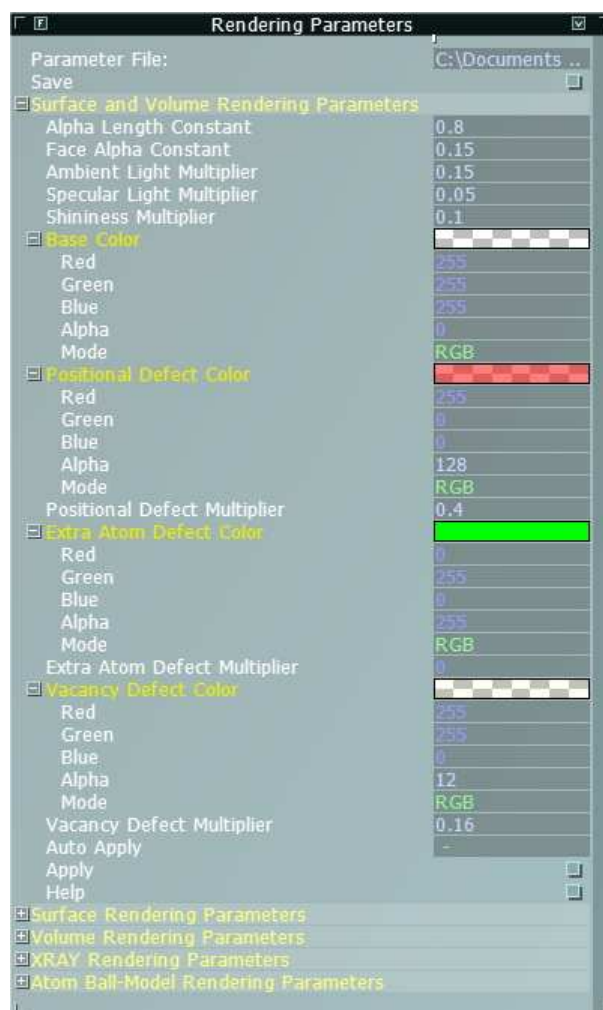 Rendering Parameters
Parameter File: C:\Documents ..
Save
Surface and Volume Rendering Parameters
Alpha Length Constant 0.8
Face Alpha Constant 0.15
Ambient Light Multiplier 0.15
Specular Light Multiplier 0.05
Shininess Multiplier 0.1
Base Color
Red 255
Green 255
Blue 255
Alpha 0
Mode RGB
Positional Defect Color
Red 255
Green 0
Blue 0
Alpha 128
Mode RGB
Positional Defect Multiplier 0.4
Extra Atom Defect Color
Red 0
Green 255
Blue 0
Alpha 255
Mode RGB
Extra Atom Defect Multiplier 0
Vacancy Defect Color
Red 255
Green 255
Blue 0
Alpha 12
Mode RGB
Vacancy Defect Multiplier 0.16
Auto Apply -
Apply
Help
Surface Rendering Parameters
Volume Rendering Parameters
XRAY Rendering Parameters
Atom Ball-Model Rendering Parameters